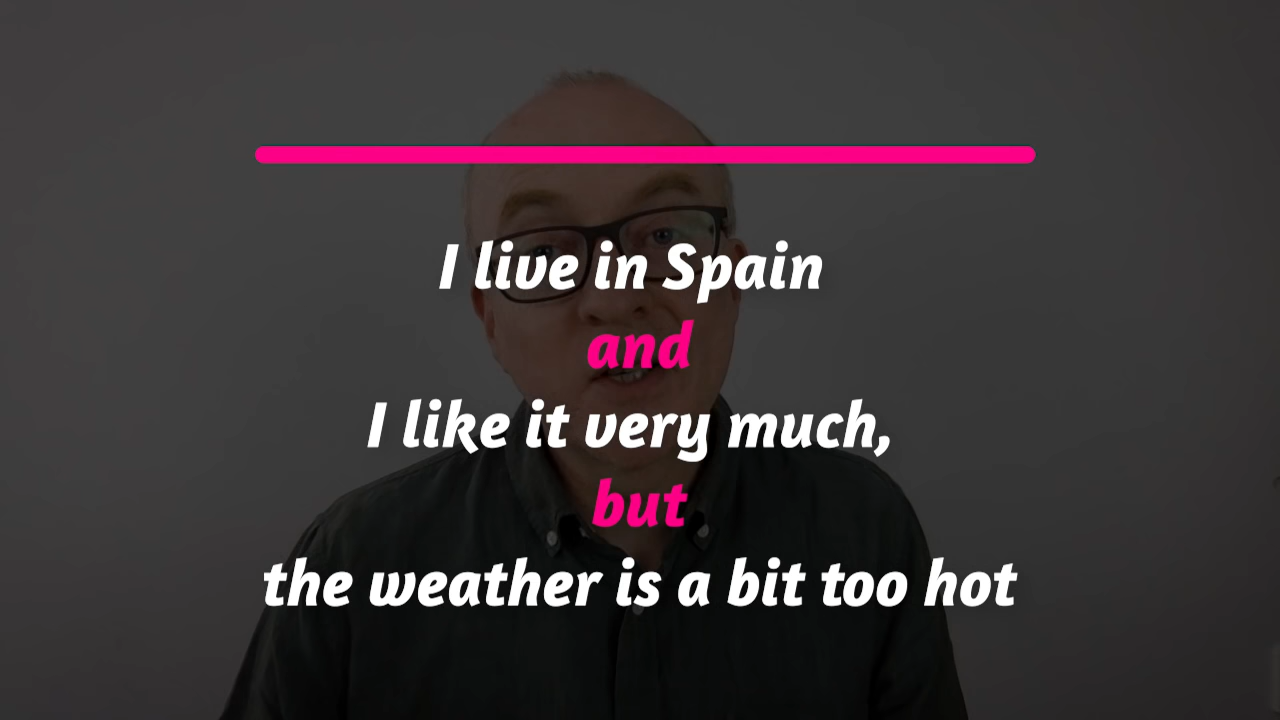 I live in Spain
and
I like it very much,
but
the weather is a bit too hot